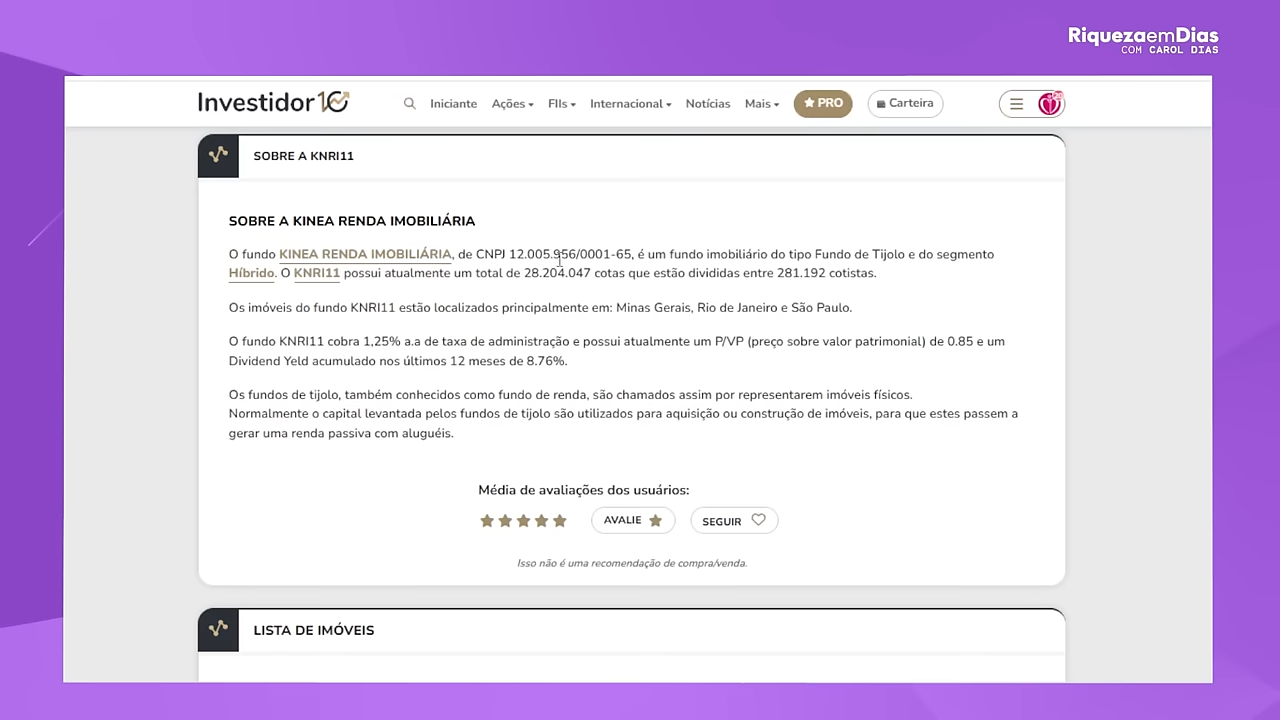 RiquezaemDias
COM CAROL DIAS
Investidor10
Iniciante Ações FIIs Internacional Notícias Mais PRO Carteira
SOBRE A KNRI11
SOBRE A KINEA RENDA IMOBILIÁRIA
O fundo KINEA RENDA IMOBILIÁRIA, de CNPJ 12.005.956/0001-65, é um fundo imobiliário do tipo Fundo de Tijolo e do segmento
Híbrido. O KNRI11 possui atualmente um total de 28.204.047 cotas que estão divididas entre 281.192 cotistas.
Os imóveis do fundo KNRI11 estão localizados principalmente em: Minas Gerais, Rio de Janeiro e São Paulo.
O fundo KNRI11 cobra 1,25% a.a de taxa de administração e possui atualmente um P/VP (preço sobre valor patrimonial) de 0.85 e um
Dividend Yeld acumulado nos últimos 12 meses de 8.76%.
Os fundos de tijolo, também conhecidos como fundo de renda, são chamados assim por representarem imóveis físicos.
Normalmente o capital levantada pelos fundos de tijolo são utilizados para aquisição ou construção de imóveis, para que estes passem a
gerar uma renda passiva com aluguéis.
Média de avaliações dos usuários:
AVALIE SEGUIR
Isso não é uma recomendação de compra/venda.
LISTA DE IMÓVEIS